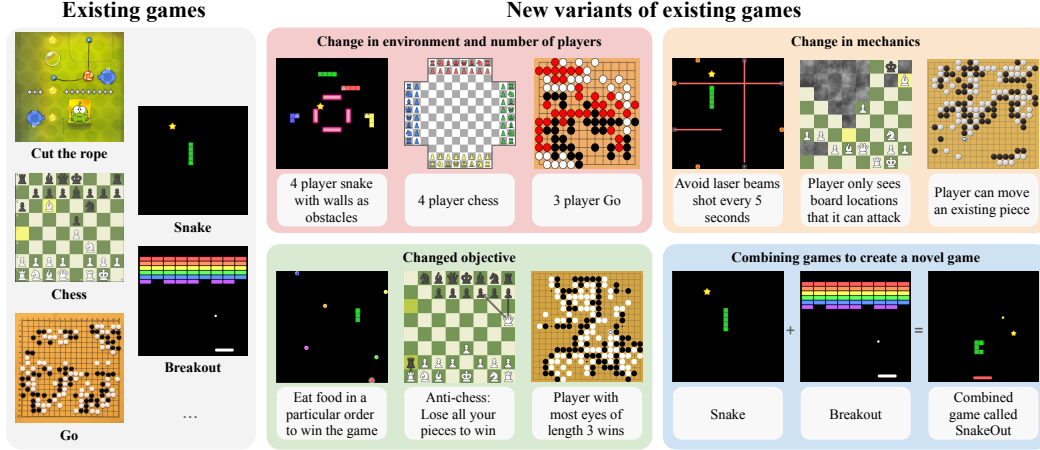 Existing games
Cut the rope
Snake
Chess
Breakout
Go
...
New variants of existing games
Change in environment and number of players
4 player snake
with walls as
obstacles
4 player chess
3 player Go
Change in mechanics
Avoid laser beams
shot every 5
seconds
Player only sees
board locations
that it can attack
Player can move
an existing piece
Changed objective
Eat food in a
particular order
to win the game
Anti-chess:
Lose all your
pieces to win
Player with
most eyes of
length 3 wins
Combining games to create a novel game
+
=
Snake
Breakout
Combined
game called
SnakeOut